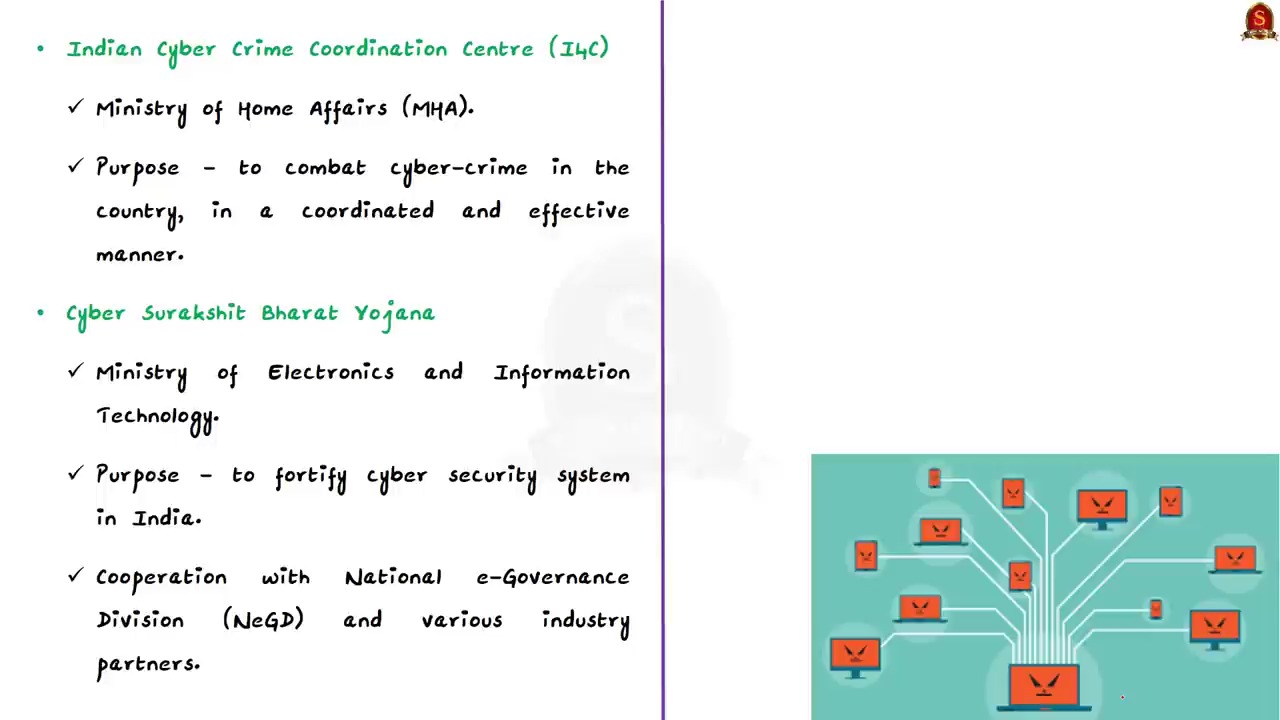 • Indian Cyber Crime Coordination Centre (I4C)
✓ Ministry of Home Affairs (MHA).
✓ Purpose – to combat cyber-crime in the
country, in a coordinated and effective
manner.
• Cyber Surakshit Bharat Yojana
✓ Ministry of Electronics and Information
Technology.
✓ Purpose – to fortify cyber security system
in India.
✓ Cooperation with National e-Governance
Division (NeGD) and various industry
partners.
S